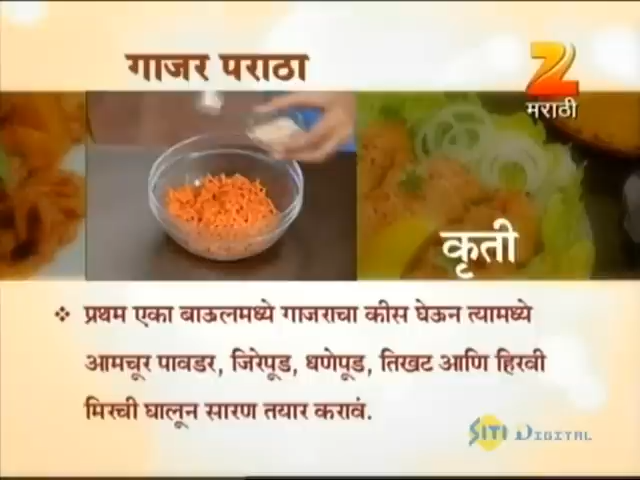 गाजर पराठा
Z
मराठी
कृती
❖ प्रथम एका बाऊलमध्ये गाजराचा कीस घेऊन त्यामध्ये
आमचूर पावडर, जिरेपूड, धणेपूड, तिखट आणि हिरवी
मिरची घालून सारण तयार करावं.
SITI DIGITAL